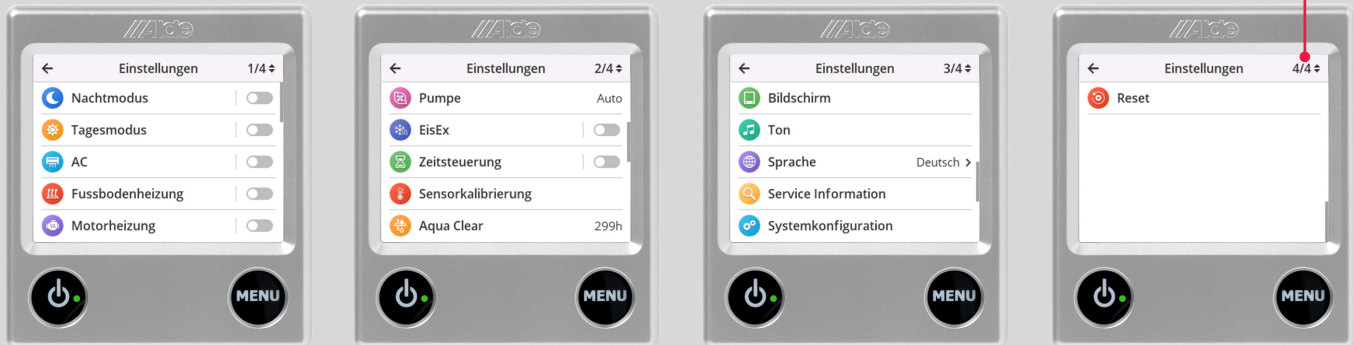 Alde
Einstellungen 1/4
Nachtmodus
Tagesmodus
AC
Fussbodenheizung
Motorheizung
MENU
Alde
Einstellungen 2/4
Pumpe Auto
EisEx
Zeitsteuerung
Sensorkalibrierung
Aqua Clear 299h
MENU
Alde
Einstellungen 3/4
Bildschirm
Ton
Sprache Deutsch
Service Information
Systemkonfiguration
MENU
Alde
Einstellungen 4/4
Reset
MENU